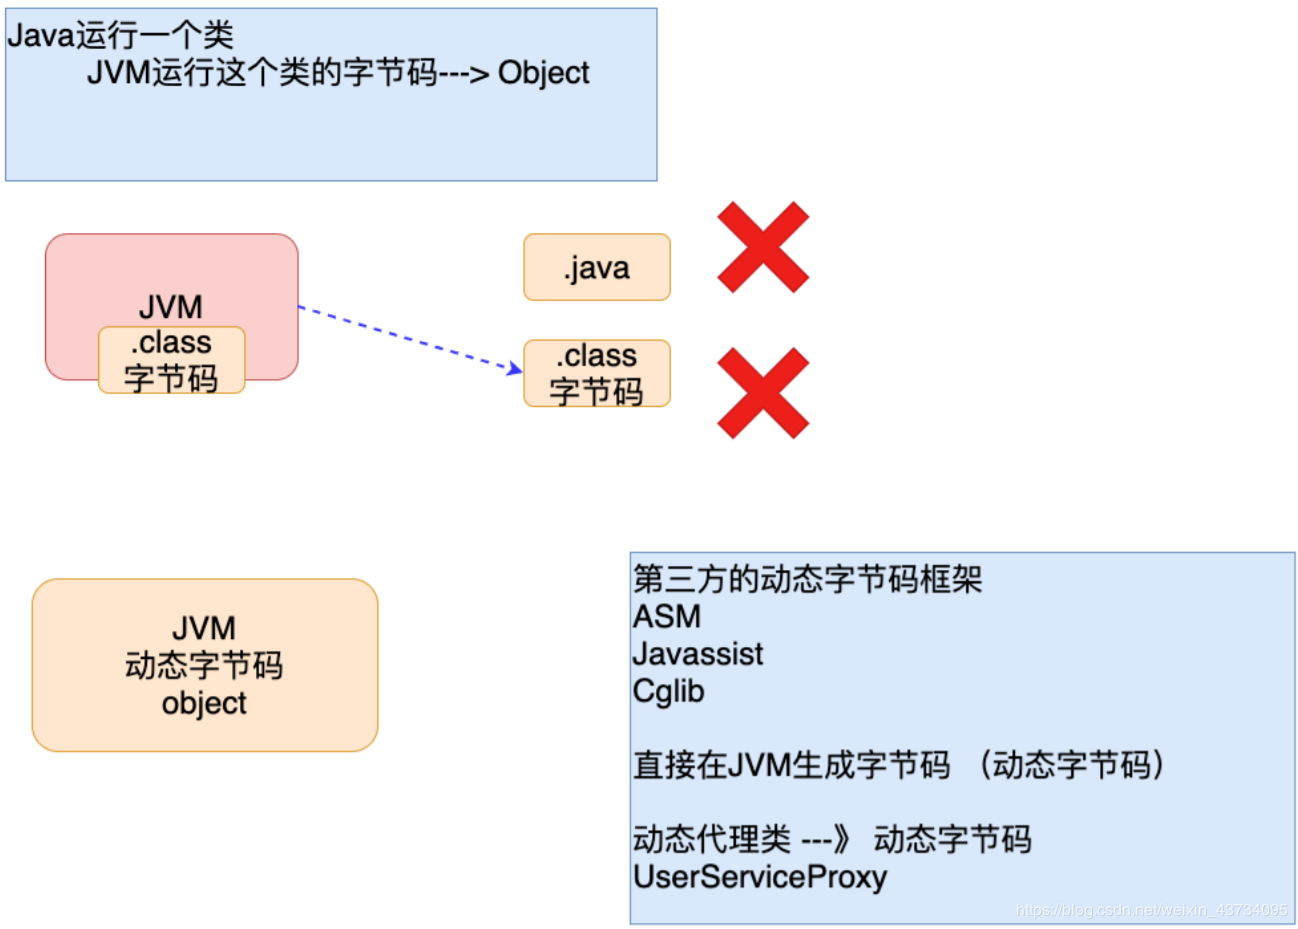 Java运行一个类
JVM运行这个类的字节码---> Object
JVM
.class
字节码
.java
.class
字节码
JVM
动态字节码
object
第三方的动态字节码框架
ASM
Javassist
Cglib
直接在JVM生成字节码 （动态字节码）
动态代理类 ---》 动态字节码
UserServiceProxy
https://blog.csdn.net/weixin_43734095